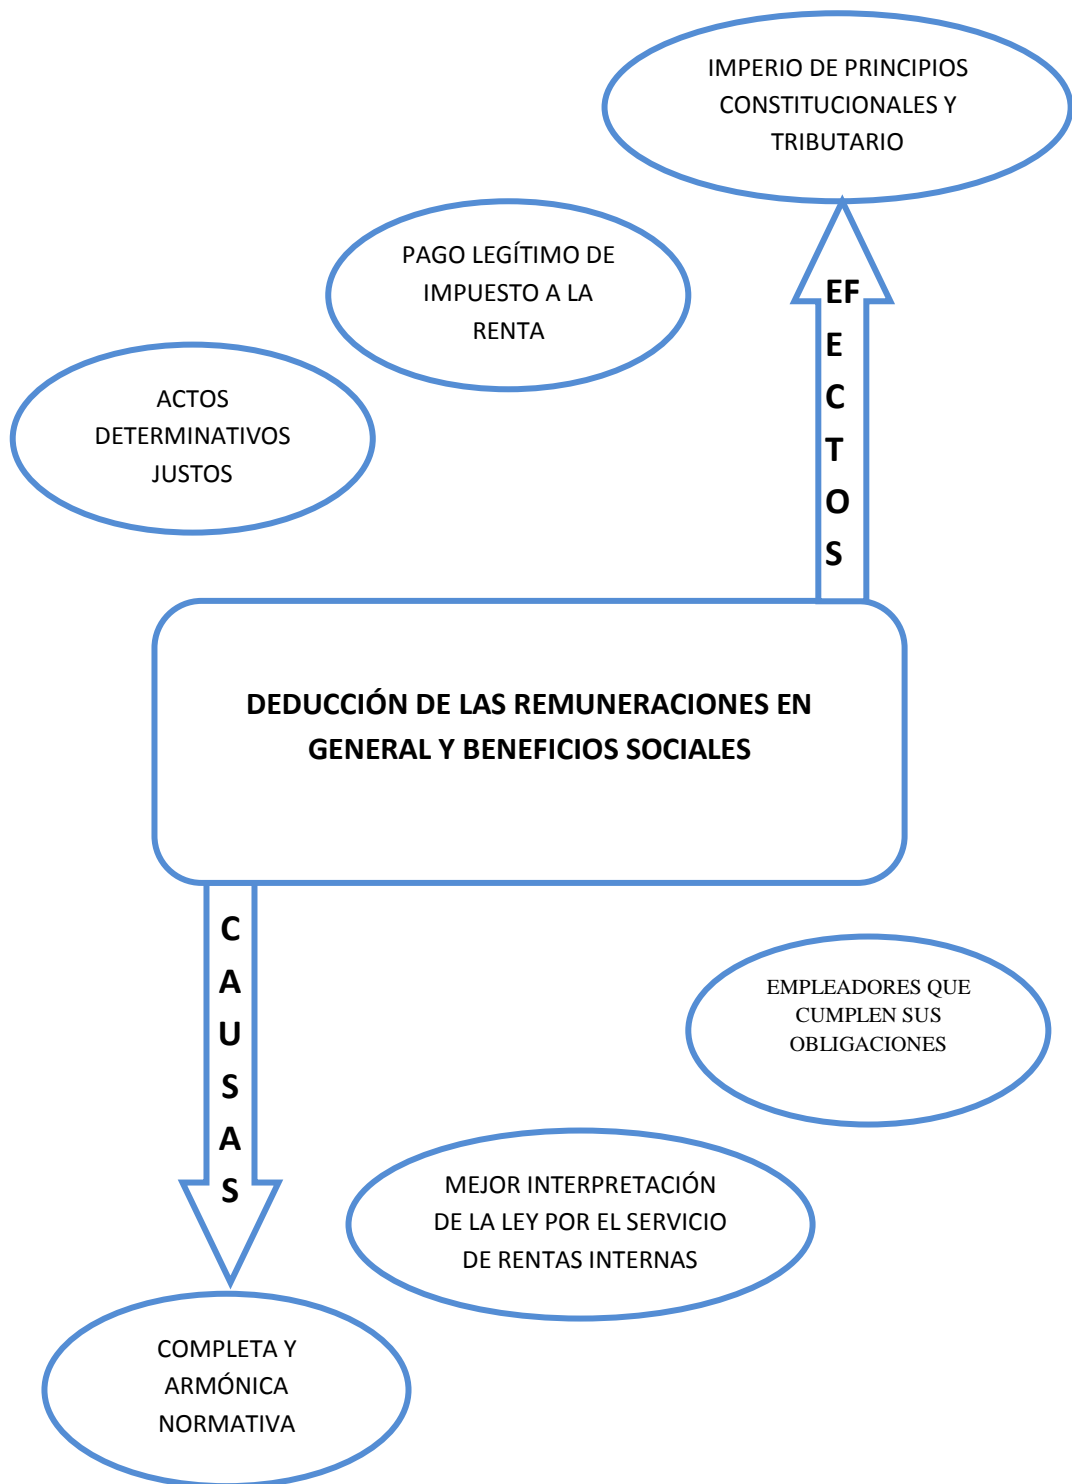 IMPERIO DE PRINCIPIOS
CONSTITUCIONALES Y
TRIBUTARIO
PAGO LEGÍTIMO DE
IMPUESTO A LA
RENTA
ACTOS
DETERMINATIVOS
JUSTOS
EF
E
C
T
O
S
DEDUCCIÓN DE LAS REMUNERACIONES EN
GENERAL Y BENEFICIOS SOCIALES
C
A
U
S
A
S
EMPLEADORES QUE
CUMPLEN SUS
OBLIGACIONES
MEJOR INTERPRETACIÓN
DE LA LEY POR EL SERVICIO
DE RENTAS INTERNAS
COMPLETA Y
ARMÓNICA
NORMATIVA